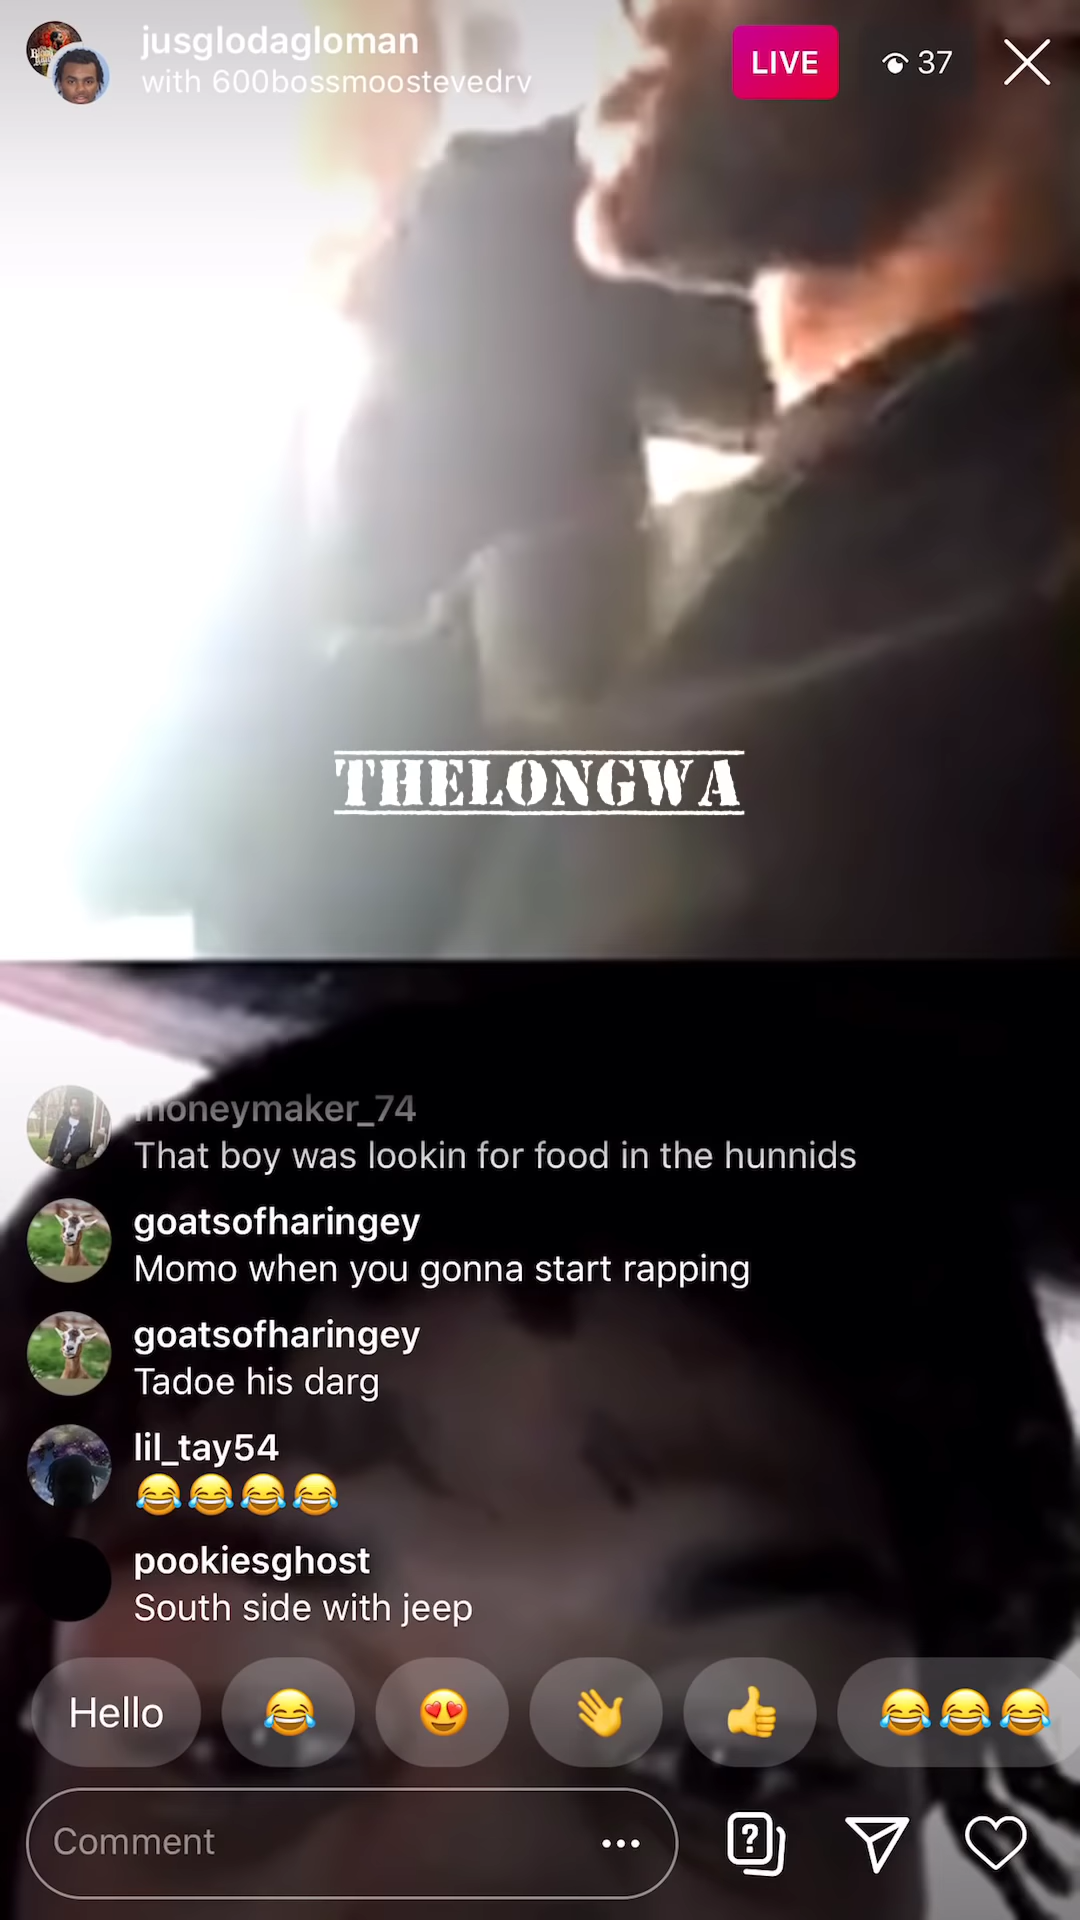 jusglodagloman
with 600bossmoostevedrv
LIVE
37
THELONGWA
moneymaker_74
That boy was lookin for food in the hunnids
goatsofharingey
Momo when you gonna start rapping
goatsofharingey
Tadoe his darg
lil_tay54
😂😂😂😂
pookiesghost
South side with jeep
Hello 😂 😍 👋 👍 😂😂😂
Comment